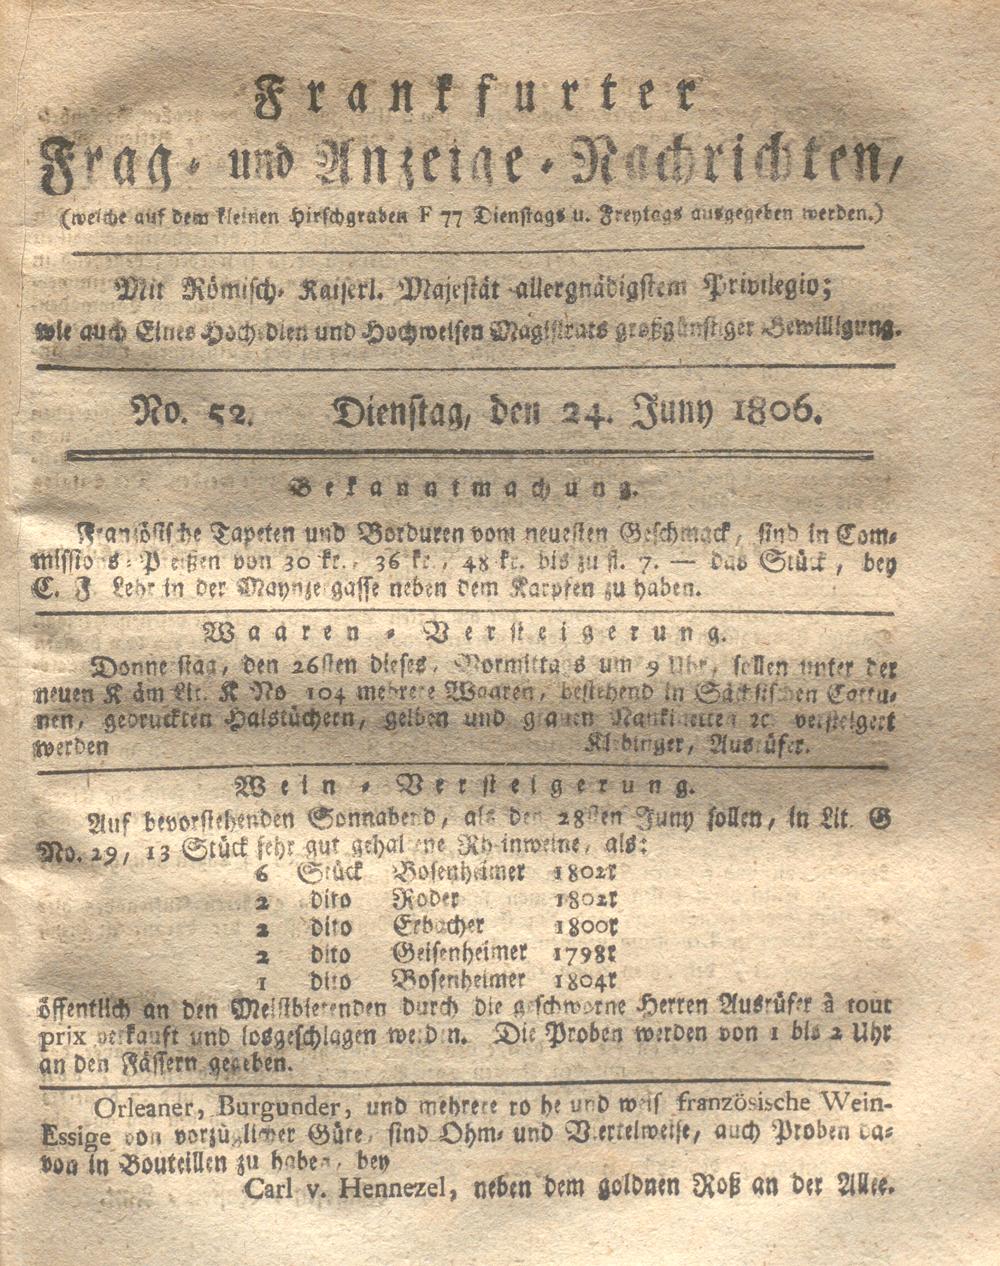 Frankfurter
Frag- und Anzeige-Nachrichten,
(welche auf dem kleinen Hirschgraben F 77 Dienstags u. Freytags ausgegeben werden.)
Mit Römisch-Kaiserl. Majestät allergnädigstem Privilegio;
wie auch Eines Hochedlen und Hochweisen Magistrats großgünstiger Bewilligung.
No. 52. Dienstag, den 24. Juny 1806.
Bekanntmachung.
Französische Tapeten und Borduren vom neuesten Geschmack, sind in Com-
missions-Preißen von 30 kr., 36 kr., 48 kr. bis zu fl. 7. — das Stück, bey
C. F Lehr in der Maynzergasse neben dem Karpfen zu haben.
Waaren-Versteigerung.
Donnerstag, den 26sten dieses, Vormittags um 9 Uhr, sollen unter der
neuen Kräm Lit. K No 104 mehrere Waaren, bestehend in Sächsischen Cattu-
nen, gedruckten Halstüchern, gelben und grauen Nankinetten ꝛc. versteigert
werden Klebinger, Ausrüfer.
Wein-Versteigerung.
Auf bevorstehenden Sonnabend, als den 28sten Juny sollen, in Lit. G
No. 29, 13 Stück sehr gut gehaltene Rheinweine, als:
6 Stück Bosenheimer 1802r
2 dito Roder 1802r
2 dito Erbacher 1800r
2 dito Geisenheimer 1798r
1 dito Bosenheimer 1804r
öffentlich an den Meistbietenden durch die geschworne Herren Ausrüfer à tout
prix verkauft und losgeschlagen werden. Die Proben werden von 1 bis 2 Uhr
an den Fässern gegeben.
Orleaner, Burgunder, und mehrere rothe und weise französische Wein-
Essige von vorzüglicher Güte, sind Ohm- und Viertelweise, auch Proben da-
von in Bouteillen zu haben, bey
Carl v. Hennezel, neben dem goldnen Roß an der Allee.